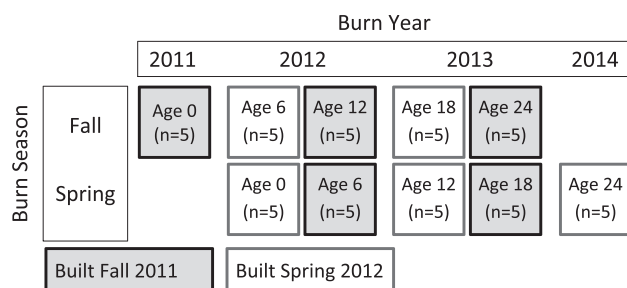 Burn Year
2011 2012 2013 2014
Burn Season
Fall
Age 0 Age 6 Age 12 Age 18 Age 24
(n=5) (n=5) (n=5) (n=5) (n=5)
Spring
Age 0 Age 6 Age 12 Age 18 Age 24
(n=5) (n=5) (n=5) (n=5) (n=5)
Built Fall 2011 Built Spring 2012